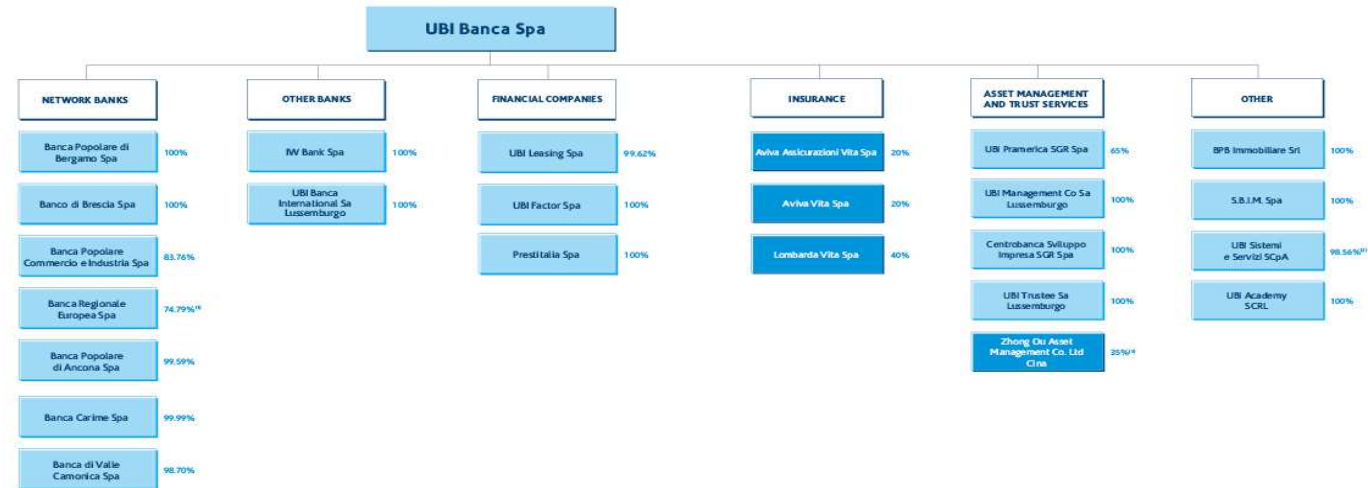 UBI Banca Spa
NETWORK BANKS
Banca Popolare di
Bergamo Spa
100%
Banco di Brescia Spa
100%
Banca Popolare
Commercio e Industria Spa
83.76%
Banca Regionale
Europea Spa
74.79%
Banca Popolare
di Ancona Spa
99.59%
Banca Carime Spa
99.99%
Banca di Valle
Camonica Spa
98.70%
OTHER BANKS
IW Bank Spa
100%
UBI Banca
International Sa
Lussemburgo
100%
FINANCIAL COMPANIES
UBI Leasing Spa
99.62%
UBI Factor Spa
100%
Prestitalia Spa
100%
INSURANCE
Aviva Assicurazioni Vita Spa
20%
Aviva Vita Spa
20%
Lombarda Vita Spa
40%
ASSET MANAGEMENT
AND TRUST SERVICES
UBI Pramerica SGR Spa
65%
UBI Management Co Sa
Lussemburgo
100%
Centrobanca Sviluppo
Impresa SGR Spa
100%
UBI Trustee Sa
Lussemburgo
100%
Zhong Ou Asset
Management Co. Ltd
Cina
35%
OTHER
BPB Immobiliare Srl
100%
S.B.I.M. Spa
100%
UBI Sistemi
e Servizi SCpA
98.56%
UBI Academy
SCRL
100%